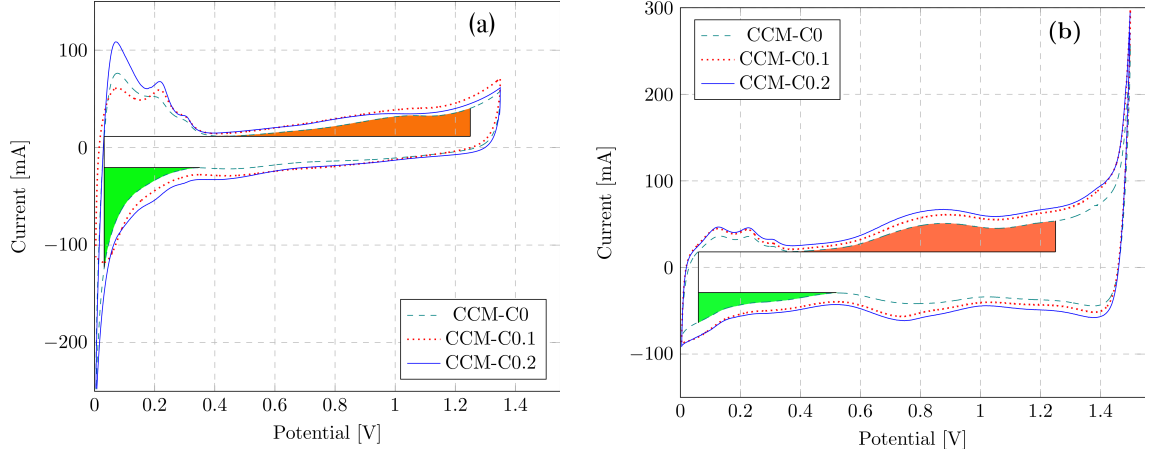 (a)
100
0
−100
−200
Current [mA]
CCM-C0
CCM-C0.1
CCM-C0.2
0 0.2 0.4 0.6 0.8 1 1.2 1.4
Potential [V]
(b)
300
200
100
0
−100
Current [mA]
CCM-C0
CCM-C0.1
CCM-C0.2
0 0.2 0.4 0.6 0.8 1 1.2 1.4
Potential [V]